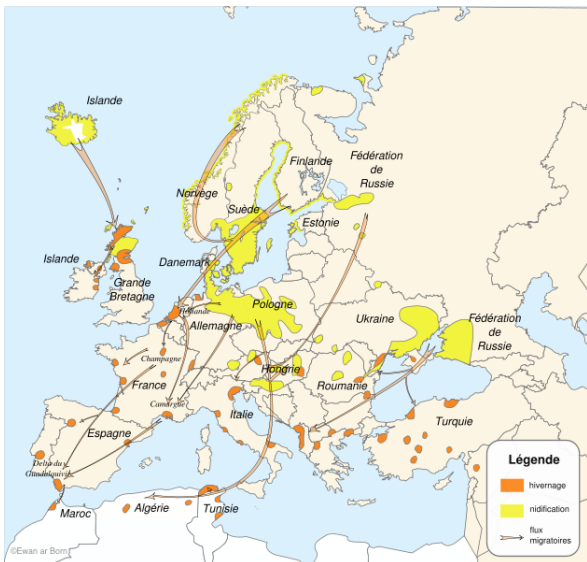 Islande
Finlande
Fédération
de
Russie
Norvège
Suède
Estonie
Islande
Danemark
Grande
Bretagne
Hollande
Pologne
Allemagne
Ukraine
Fédération
de
Russie
Champagne
Hongrie
France
Roumanie
Camargue
Italie
Espagne
Turquie
Delta du
Guadalquivir
Maroc
Algérie
Tunisie
Légende
hivernage
nidification
flux
migratoires
©Ewan ar Born